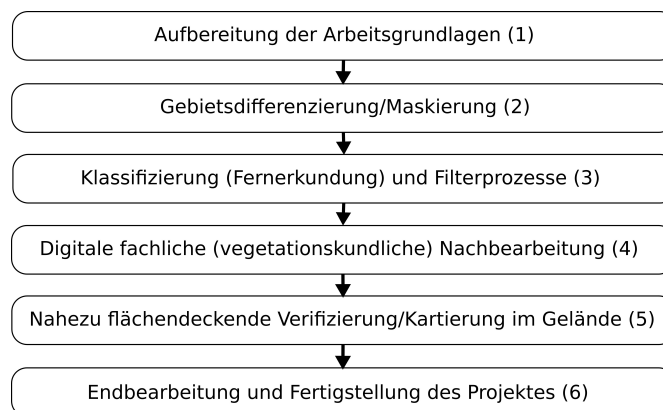 Aufbereitung der Arbeitsgrundlagen (1)
Gebietsdifferenzierung/Maskierung (2)
Klassifizierung (Fernerkundung) und Filterprozesse (3)
Digitale fachliche (vegetationskundliche) Nachbearbeitung (4)
Nahezu flächendeckende Verifizierung/Kartierung im Gelände (5)
Endbearbeitung und Fertigstellung des Projektes (6)